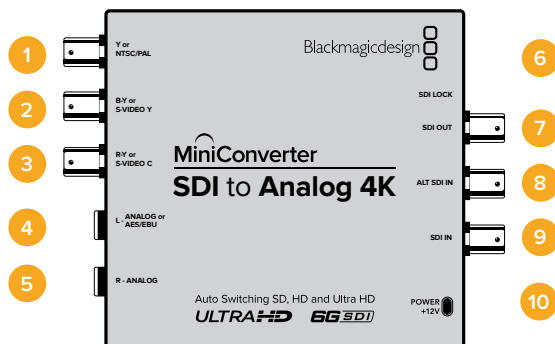 1
Y or
NTSC/PAL
2
B-Y or
S-VIDEO Y
3
R-Y or
S-VIDEO C
4
L - ANALOG or
AES/EBU
5
R - ANALOG
Blackmagicdesign
MiniConverter
SDI to Analog 4K
Auto Switching SD, HD and Ultra HD
ULTRA HD 6G SDI
6
SDI LOCK
7
SDI OUT
8
ALT SDI IN
9
SDI IN
10
POWER
+12V